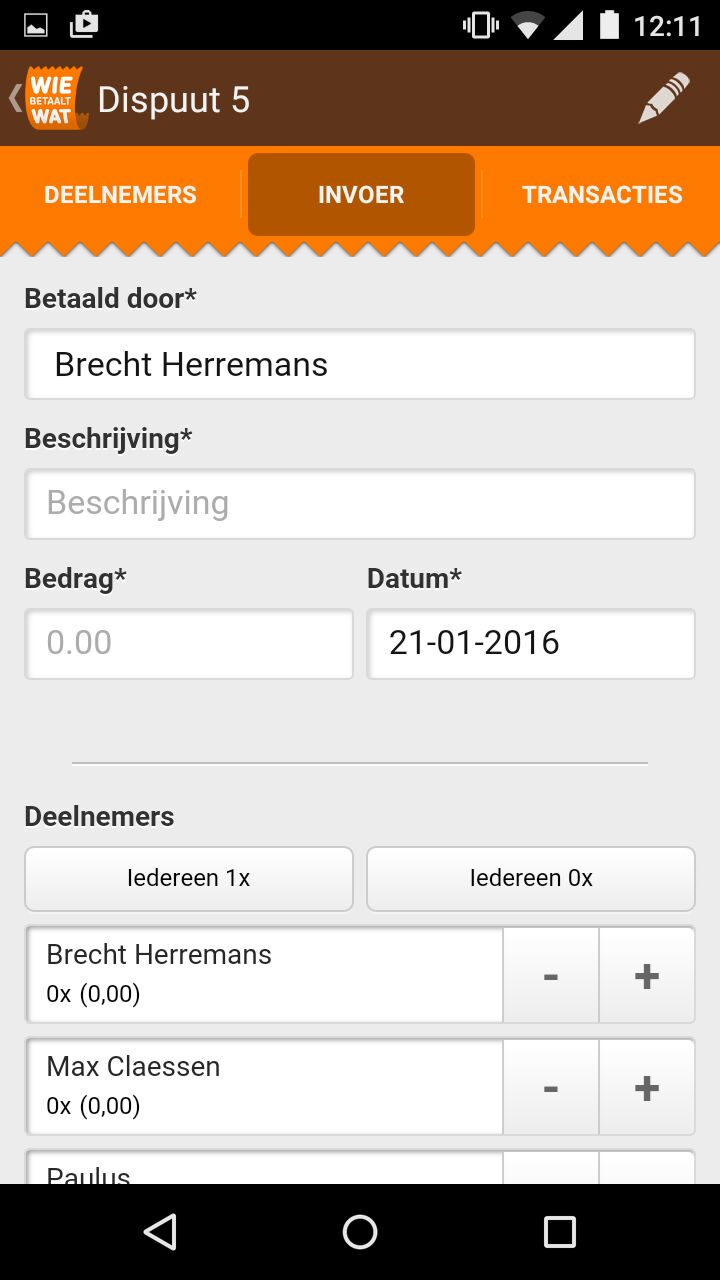 12:11
WIE
BETAALT
WAT
Dispuut 5
DEELNEMERS INVOER TRANSACTIES
Betaald door*
Brecht Herremans
Beschrijving*
Beschrijving
Bedrag* Datum*
0.00 21-01-2016
Deelnemers
Iedereen 1x Iedereen 0x
Brecht Herremans
0x (0,00)
- +
Max Claessen
0x (0,00)
- +
Paulus